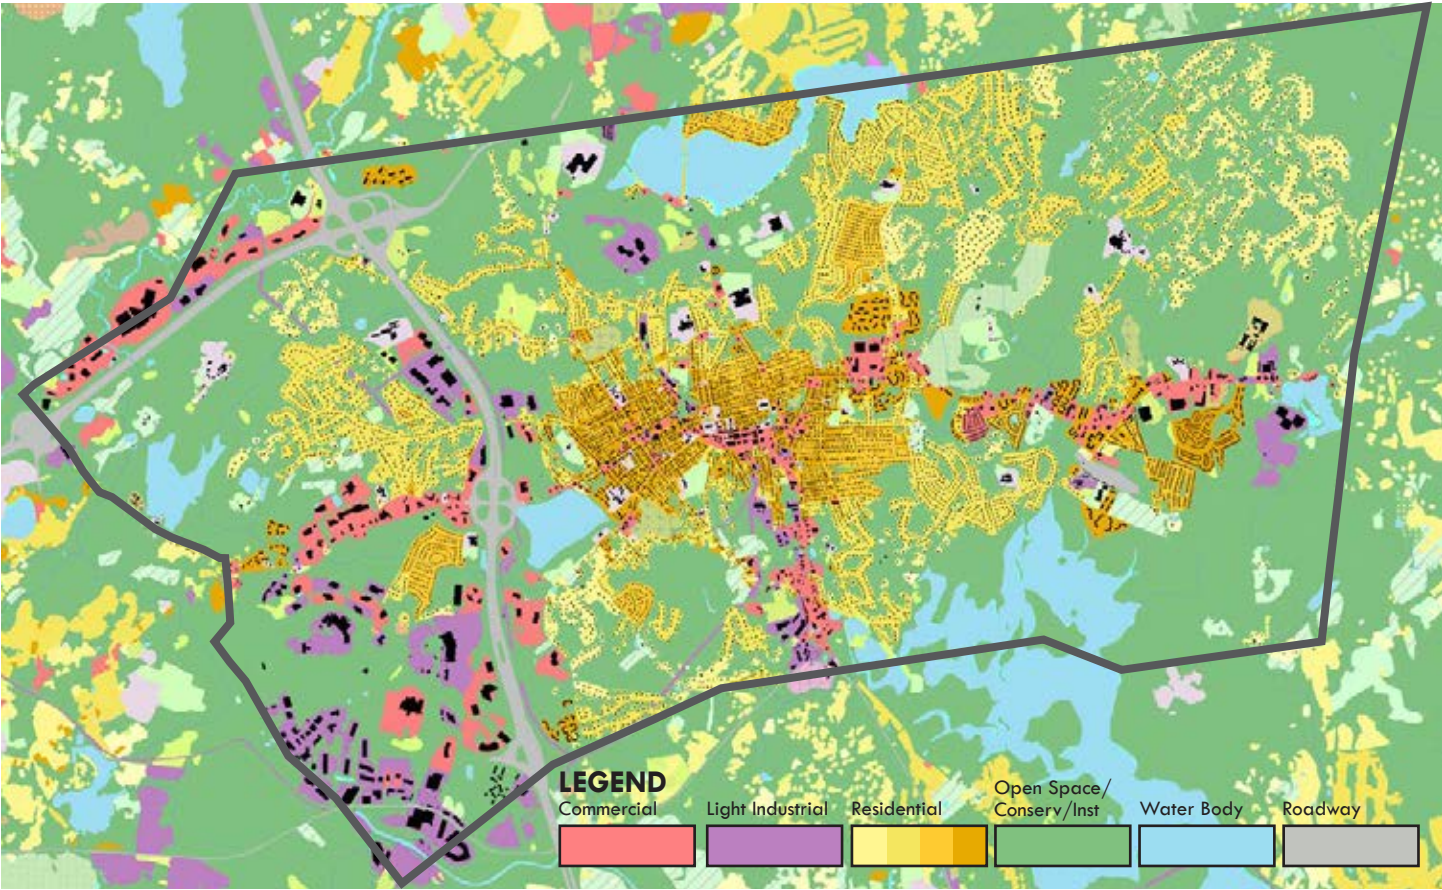 LEGEND
Commercial
Light Industrial
Residential
Open Space/
Conserv/Inst
Water Body
Roadway